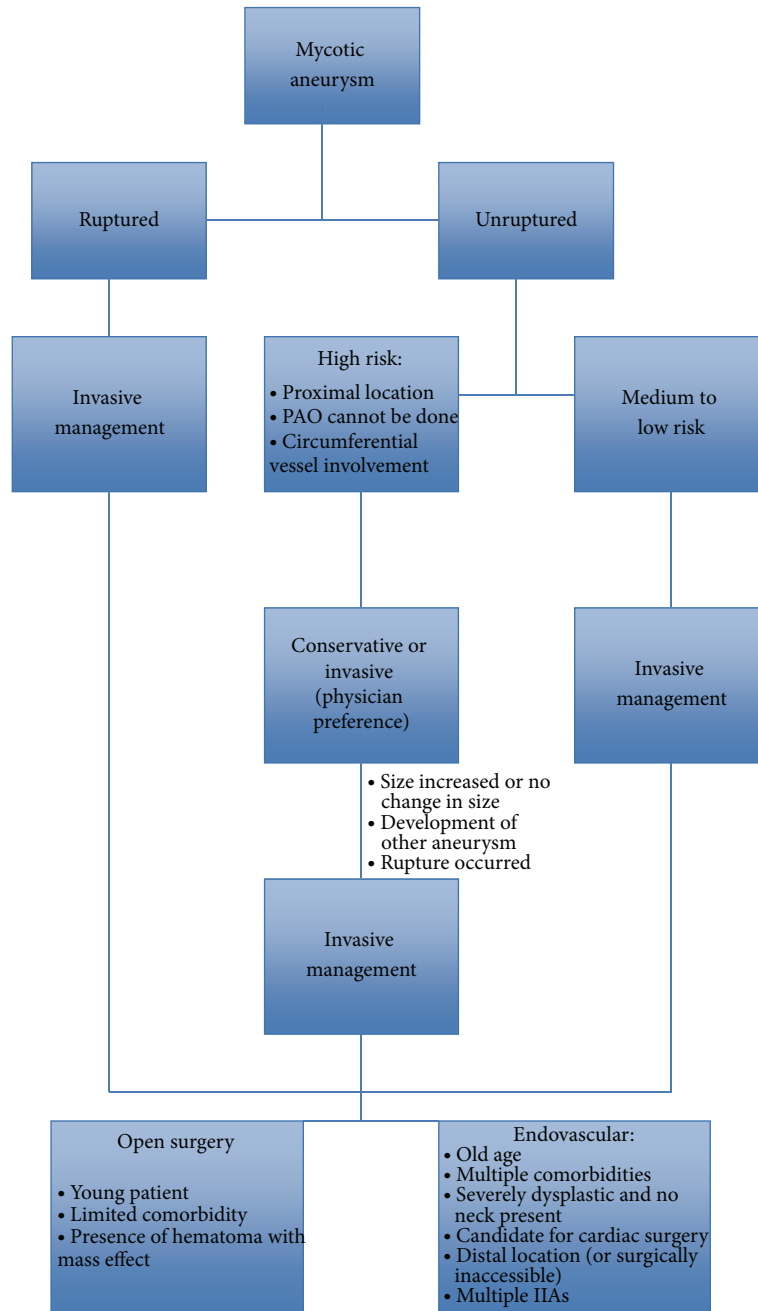 Mycotic
aneurysm
Ruptured
Unruptured
Invasive
management
High risk:
• Proximal location
• PAO cannot be done
• Circumferential
vessel involvement
Medium to
low risk
Conservative or
invasive
(physician
preference)
Invasive
management
• Size increased or no
change in size
• Development of
other aneurysm
• Rupture occurred
Invasive
management
Open surgery
• Young patient
• Limited comorbidity
• Presence of hematoma with
mass effect
Endovascular:
• Old age
• Multiple comorbidities
• Severely dysplastic and no
neck present
• Candidate for cardiac surgery
• Distal location (or surgically
inaccessible)
• Multiple IIAs